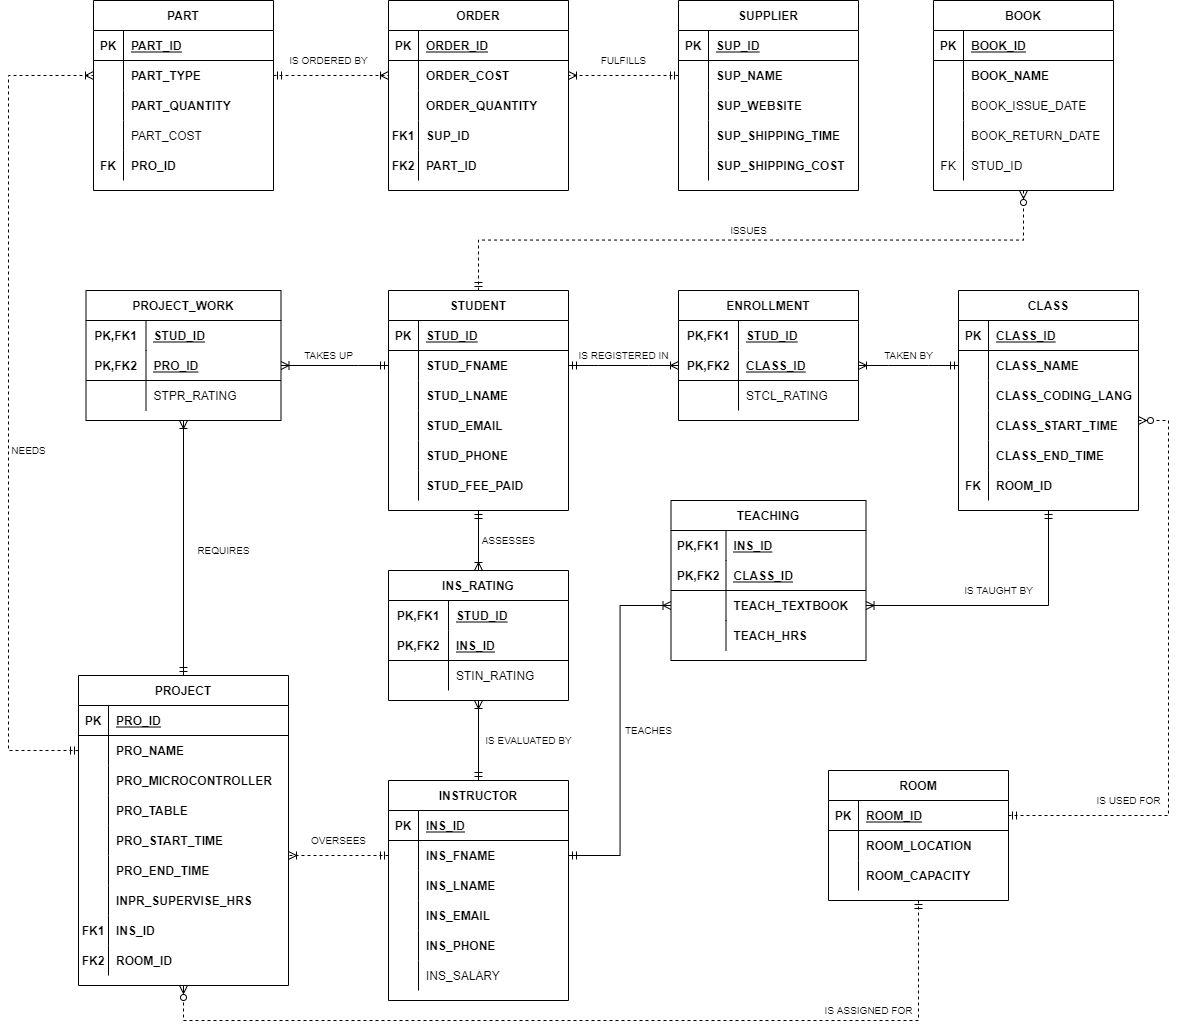 PART
PK PART_ID
PART_TYPE
PART_QUANTITY
PART_COST
FK PRO_ID
IS ORDERED BY
ORDER
PK ORDER_ID
ORDER_COST
ORDER_QUANTITY
FK1 SUP_ID
FK2 PART_ID
FULFILLS
SUPPLIER
PK SUP_ID
SUP_NAME
SUP_WEBSITE
SUP_SHIPPING_TIME
SUP_SHIPPING_COST
BOOK
PK BOOK_ID
BOOK_NAME
BOOK_ISSUE_DATE
BOOK_RETURN_DATE
FK STUD_ID
ISSUES
PROJECT_WORK
PK,FK1 STUD_ID
PK,FK2 PRO_ID
STPR_RATING
TAKES UP
STUDENT
PK STUD_ID
STUD_FNAME
STUD_LNAME
STUD_EMAIL
STUD_PHONE
STUD_FEE_PAID
IS REGISTERED IN
ENROLLMENT
PK,FK1 STUD_ID
PK,FK2 CLASS_ID
STCL_RATING
TAKEN BY
CLASS
PK CLASS_ID
CLASS_NAME
CLASS_CODING_LANG
CLASS_START_TIME
CLASS_END_TIME
FK ROOM_ID
NEEDS
REQUIRES
ASSESSES
INS_RATING
PK,FK1 STUD_ID
PK,FK2 INS_ID
STIN_RATING
TEACHING
PK,FK1 INS_ID
PK,FK2 CLASS_ID
TEACH_TEXTBOOK
TEACH_HRS
IS TAUGHT BY
PROJECT
PK PRO_ID
PRO_NAME
PRO_MICROCONTROLLER
PRO_TABLE
PRO_START_TIME
PRO_END_TIME
INPR_SUPERVISE_HRS
FK1 INS_ID
FK2 ROOM_ID
IS EVALUATED BY
TEACHES
OVERSEES
INSTRUCTOR
PK INS_ID
INS_FNAME
INS_LNAME
INS_EMAIL
INS_PHONE
INS_SALARY
ROOM
PK ROOM_ID
ROOM_LOCATION
ROOM_CAPACITY
IS USED FOR
IS ASSIGNED FOR